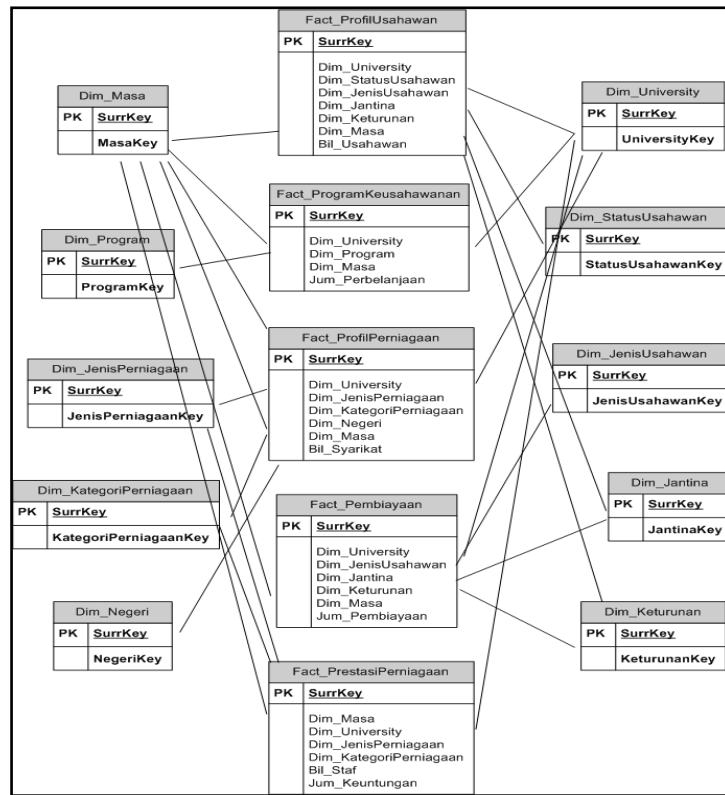 Fact_ProfilUsahawan
PK SurrKey
Dim_University
Dim_StatusUsahawan
Dim_JenisUsahawan
Dim_Jantina
Dim_Keturunan
Dim_Masa
Bil_Usahawan
Dim_Masa
PK SurrKey
MasaKey
Dim_University
PK SurrKey
UniversityKey
Fact_ProgramKeusahawanan
PK SurrKey
Dim_University
Dim_Program
Dim_Masa
Jum_Perbelanjaan
Dim_Program
PK SurrKey
ProgramKey
Dim_StatusUsahawan
PK SurrKey
StatusUsahawanKey
Fact_ProfilPerniagaan
PK SurrKey
Dim_University
Dim_JenisPerniagaan
Dim_KategoriPerniagaan
Dim_Negeri
Dim_Masa
Bil_Syarikat
Dim_JenisPerniagaan
PK SurrKey
JenisPerniagaanKey
Dim_JenisUsahawan
PK SurrKey
JenisUsahawanKey
Dim_KategoriPerniagaan
PK SurrKey
KategoriPerniagaanKey
Fact_Pembiayaan
PK SurrKey
Dim_University
Dim_JenisUsahawan
Dim_Jantina
Dim_Keturunan
Dim_Masa
Jum_Pembiayaan
Dim_Jantina
PK SurrKey
JantinaKey
Dim_Negeri
PK SurrKey
NegeriKey
Dim_Keturunan
PK SurrKey
KeturunanKey
Fact_PrestasiPerniagaan
PK SurrKey
Dim_Masa
Dim_University
Dim_JenisPerniagaan
Dim_KategoriPerniagaan
Bil_Staf
Jum_Keuntungan